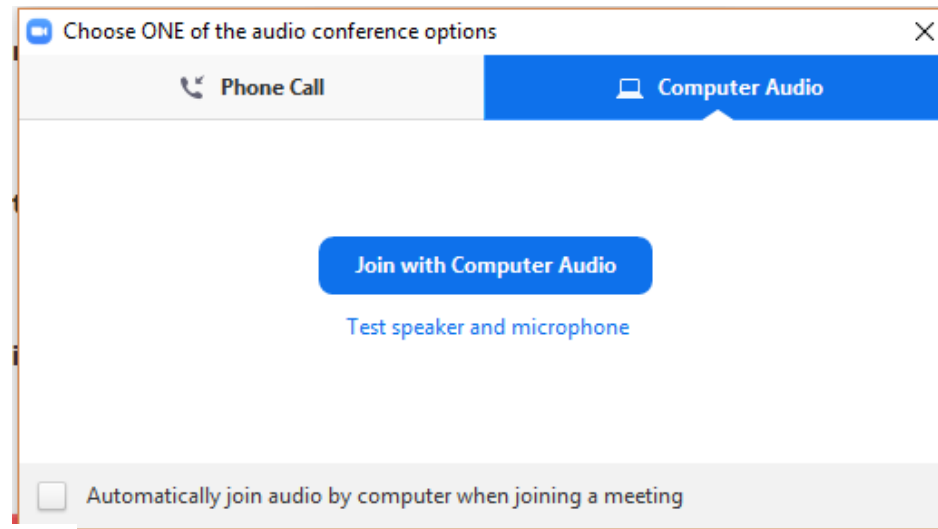 Choose ONE of the audio conference options
Phone Call
Computer Audio
Join with Computer Audio
Test speaker and microphone
Automatically join audio by computer when joining a meeting